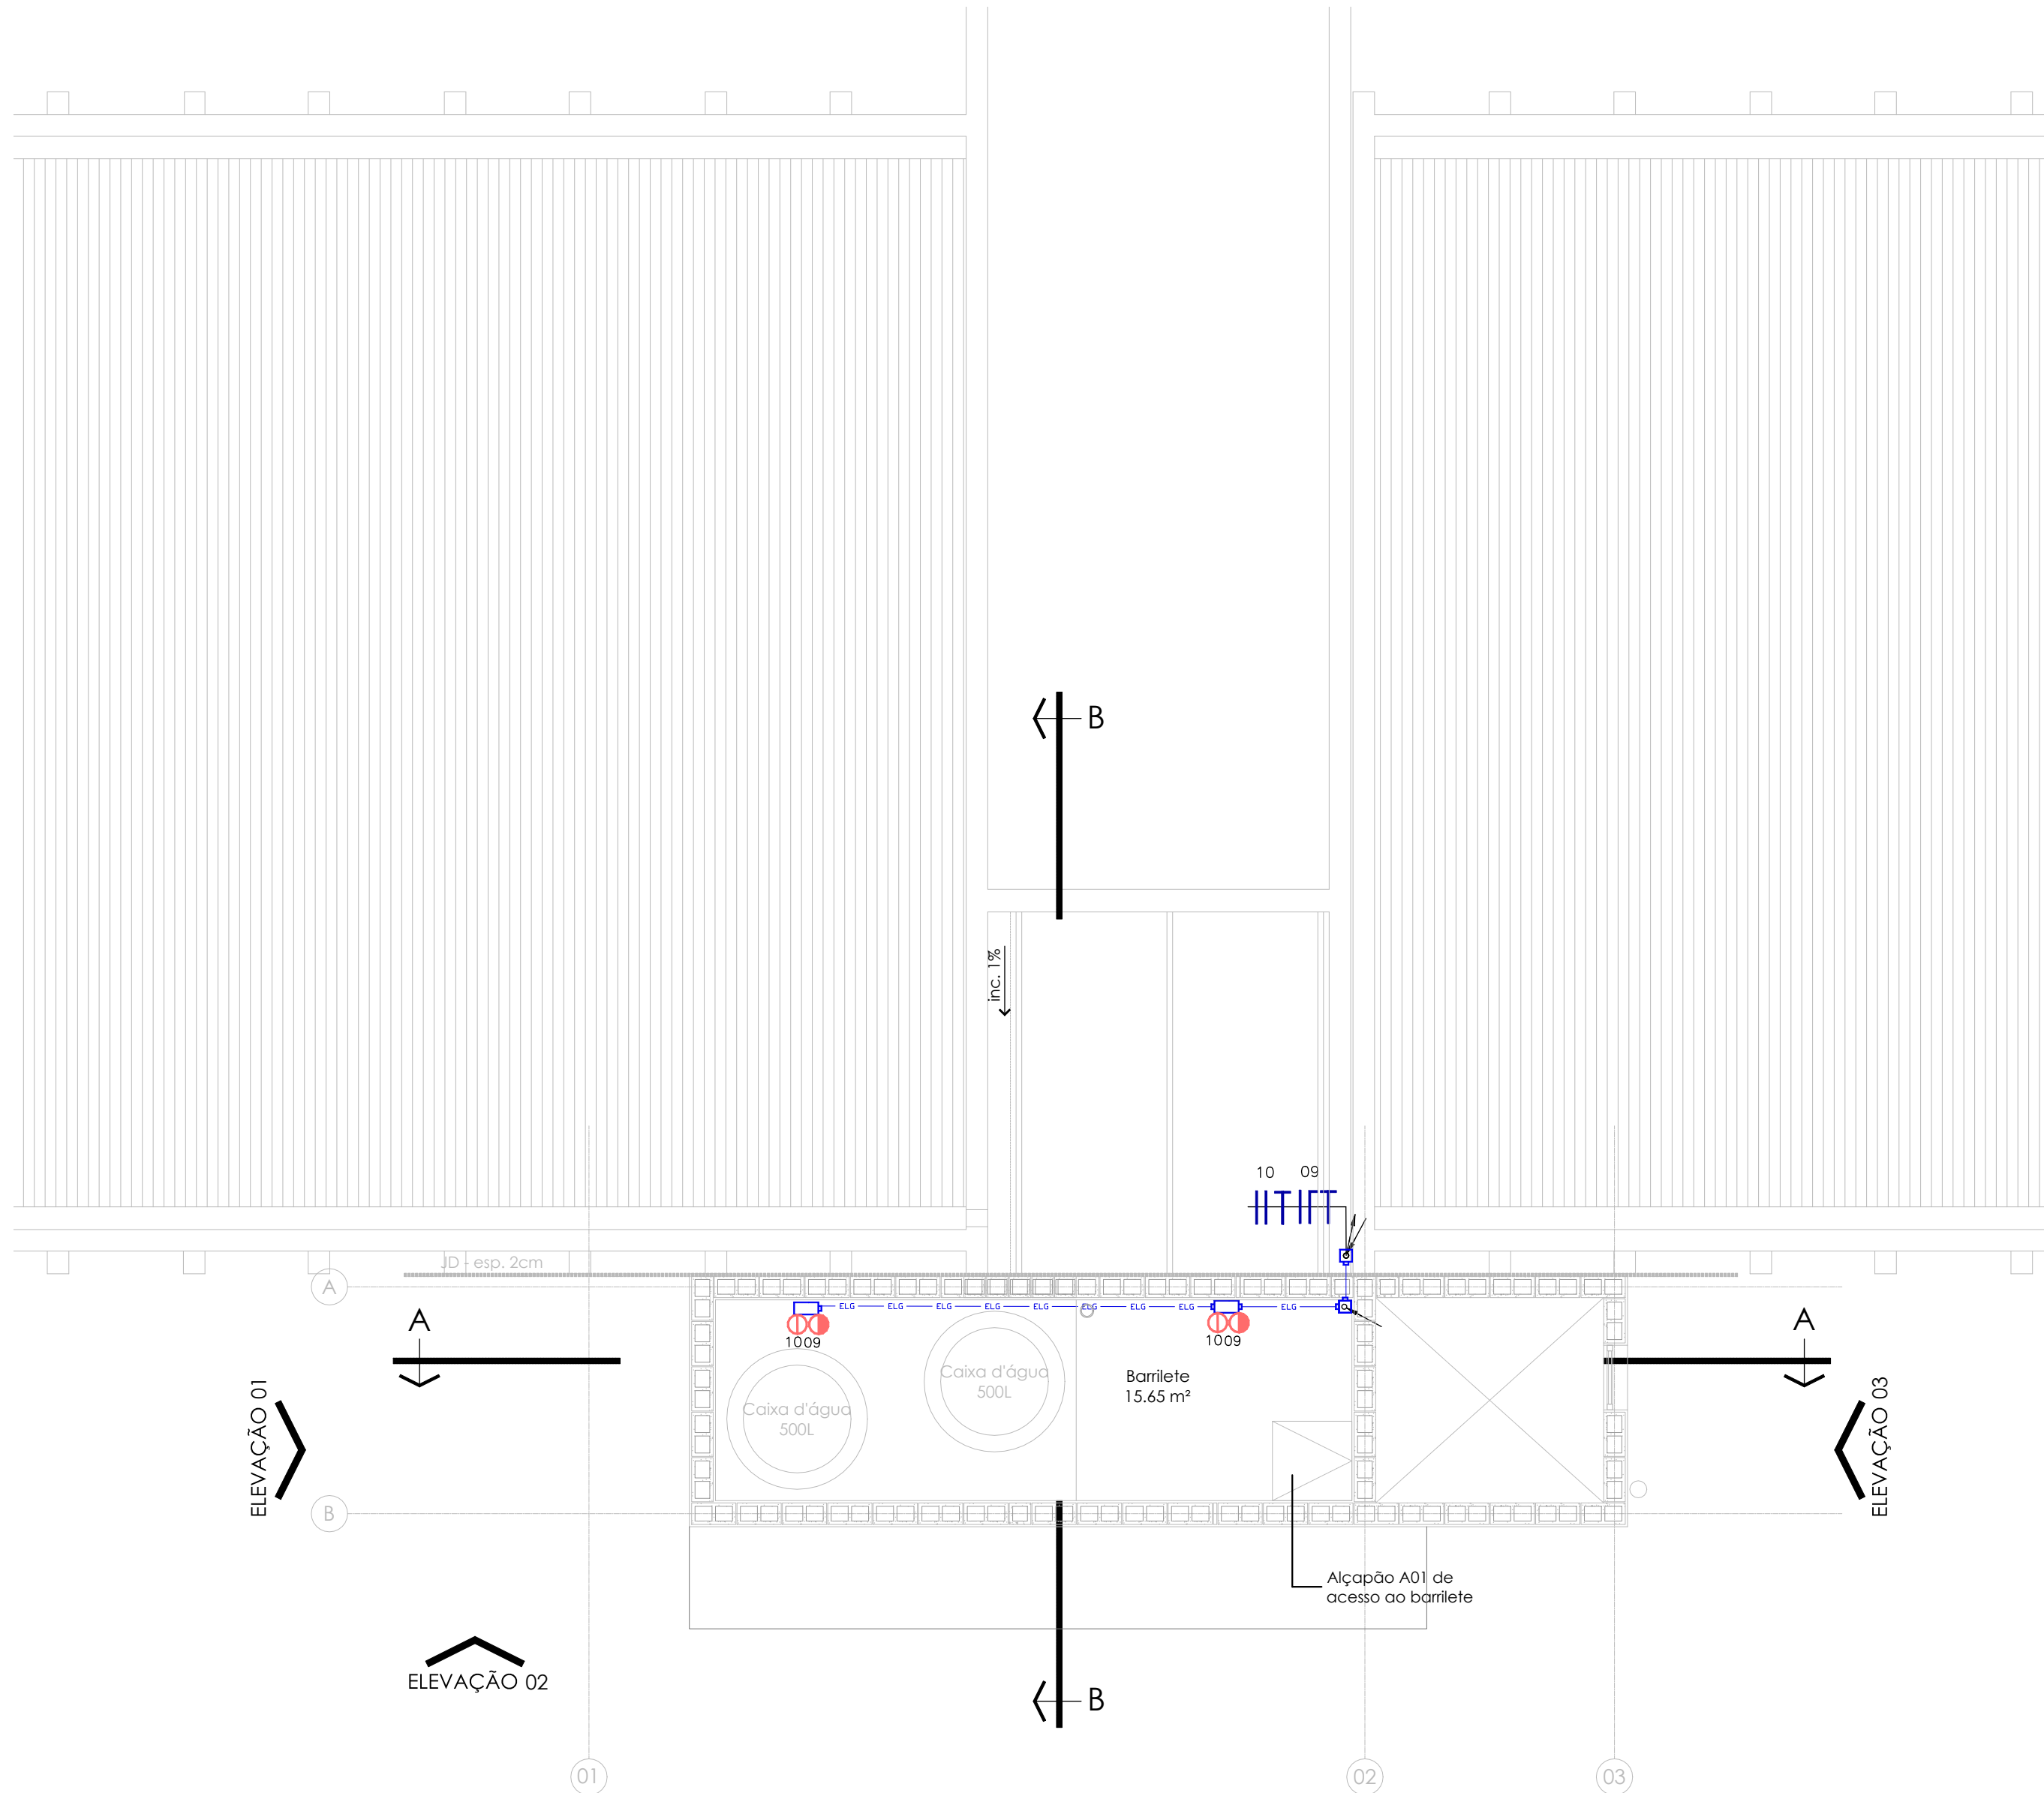 B
inc. 1%
10 09
JD - esp. 2cm
A
ELG ELG ELG ELG ELG ELG ELG ELG ELG
1009
1009
A
A
Caixa d'água
500L
Barrilete
15.65 m²
Caixa d'água
500L
ELEVAÇÃO 01
ELEVAÇÃO 03
B
Alçapão A01 de
acesso ao barrilete
ELEVAÇÃO 02
B
01
02
03